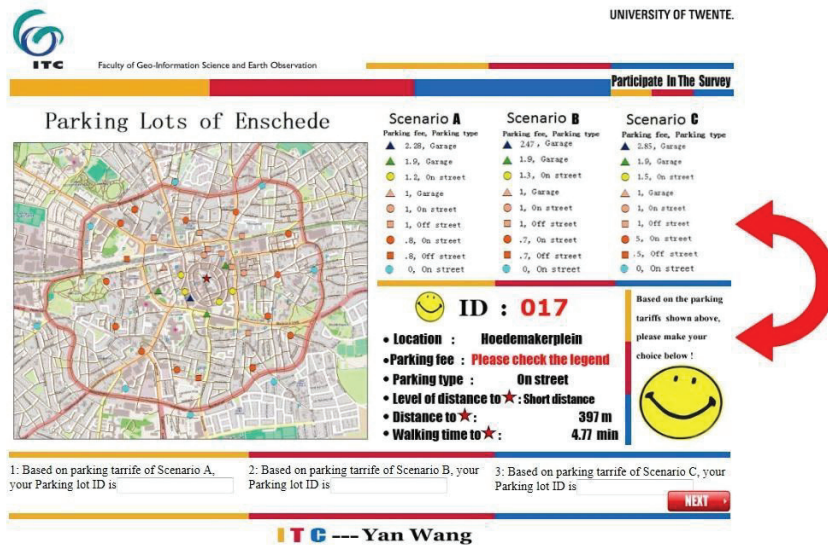 UNIVERSITY OF TWENTE.
ITC
Faculty of Geo-Information Science and Earth Observation
Participate In The Survey
Parking Lots of Enschede
Scenario A
Parking fee, Parking type
2.28, Garage
1.9, Garage
1.2, On street
1, Garage
1, On street
1, Off street
.8, On street
.8, Off street
0, On street
Scenario B
Parking fee, Parking type
2.47, Garage
1.9, Garage
1.3, On street
1, Garage
1, On street
1, Off street
.7, On street
.7, Off street
0, On street
Scenario C
Parking fee, Parking type
2.85, Garage
1.9, Garage
1.5, On street
1, Garage
1, On street
1, Off street
5, On street
.5, Off street
0, On street
ID : 017
• Location : Hoedemakerplein
•Parking fee : Please check the legend
• Parking type : On street
• Level of distance to ★: Short distance
• Distance to ★: 397 m
• Walking time to ★: 4.77 min
Based on the parking
tariffs shown above,
please make your
choice below !
1: Based on parking tarrife of Scenario A,
your Parking lot ID is
2: Based on parking tarrife of Scenario B, your
Parking lot ID is
3: Based on parking tarrife of Scenario C, your
Parking lot ID is
NEXT
ITC --- Yan Wang